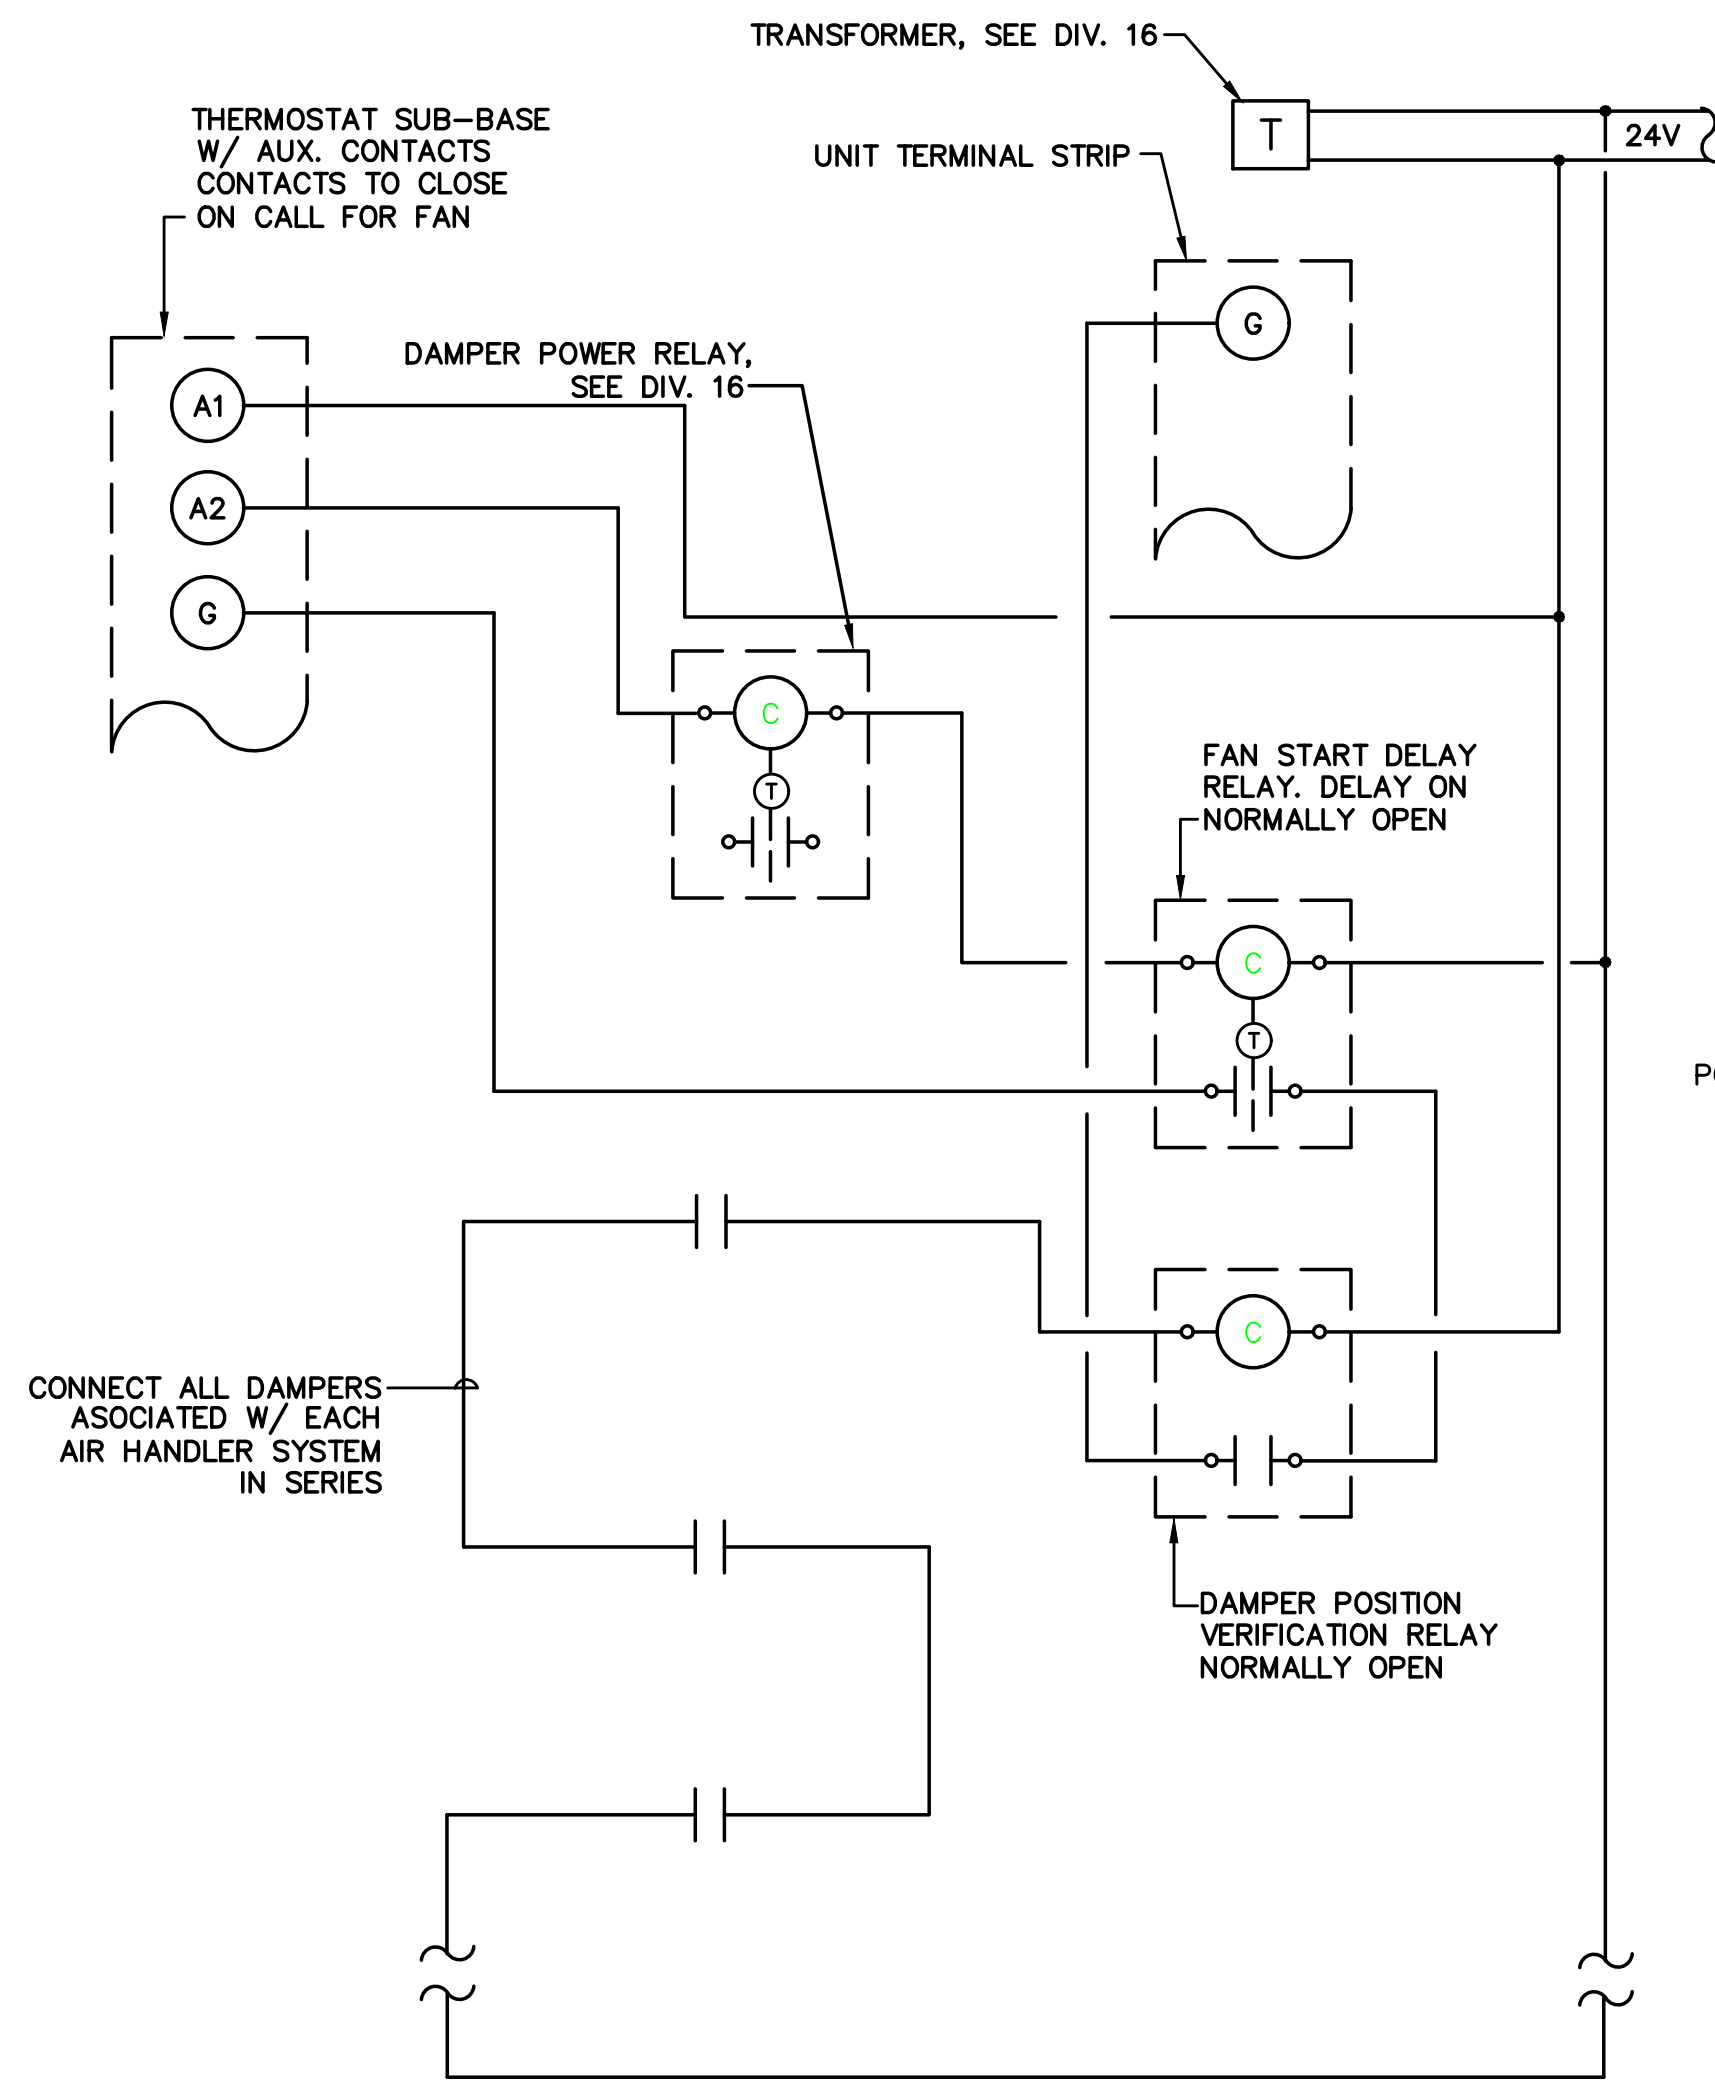 TRANSFORMER, SEE DIV. 16
THERMOSTAT SUB-BASE
W/ AUX. CONTACTS
CONTACTS TO CLOSE
ON CALL FOR FAN
T
24V
UNIT TERMINAL STRIP
G
DAMPER POWER RELAY,
SEE DIV. 16
A1
A2
G
C
T
FAN START DELAY
RELAY. DELAY ON
NORMALLY OPEN
C
T
C
CONNECT ALL DAMPERS
ASOCIATED W/ EACH
AIR HANDLER SYSTEM
IN SERIES
DAMPER POSITION
VERIFICATION RELAY
NORMALLY OPEN